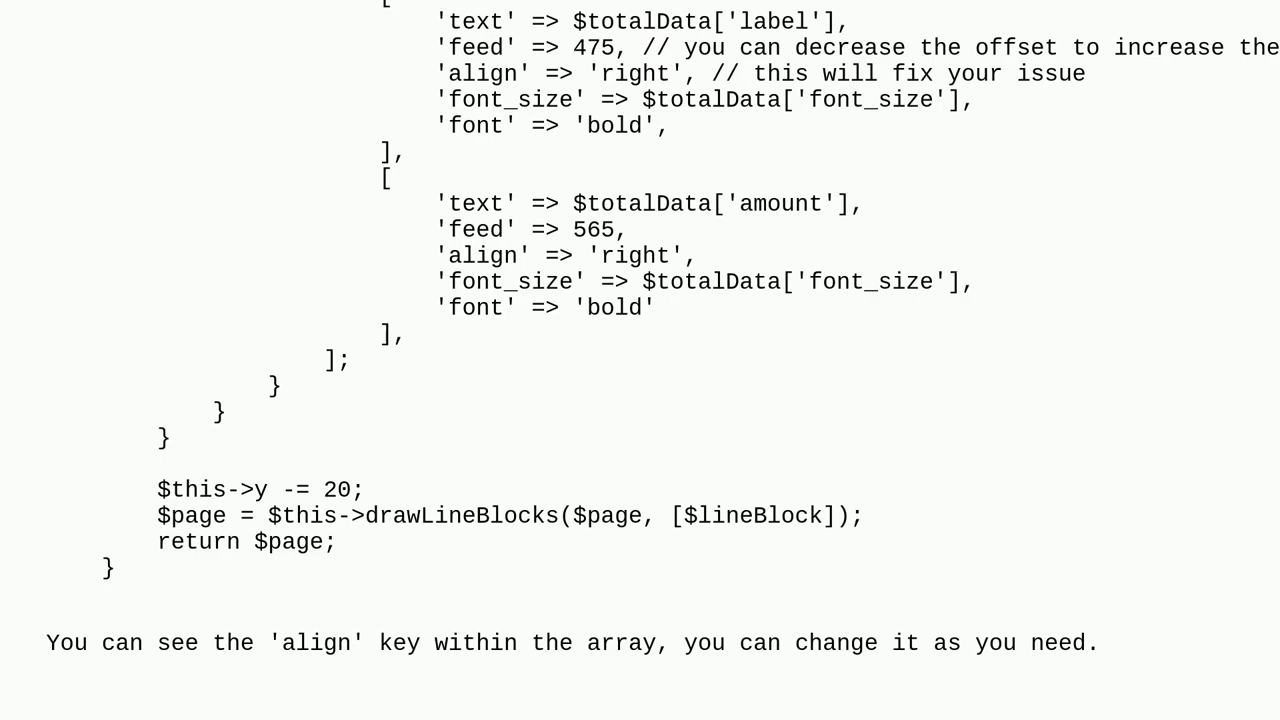 [
'text' => $totalData['label'],
'feed' => 475, // you can decrease the offset to increase the
'align' => 'right', // this will fix your issue
'font_size' => $totalData['font_size'],
'font' => 'bold',
],
[
'text' => $totalData['amount'],
'feed' => 565,
'align' => 'right',
'font_size' => $totalData['font_size'],
'font' => 'bold'
],
];
}
}
}
$this->y -= 20;
$page = $this->drawLineBlocks($page, [$lineBlock]);
return $page;
}
You can see the 'align' key within the array, you can change it as you need.